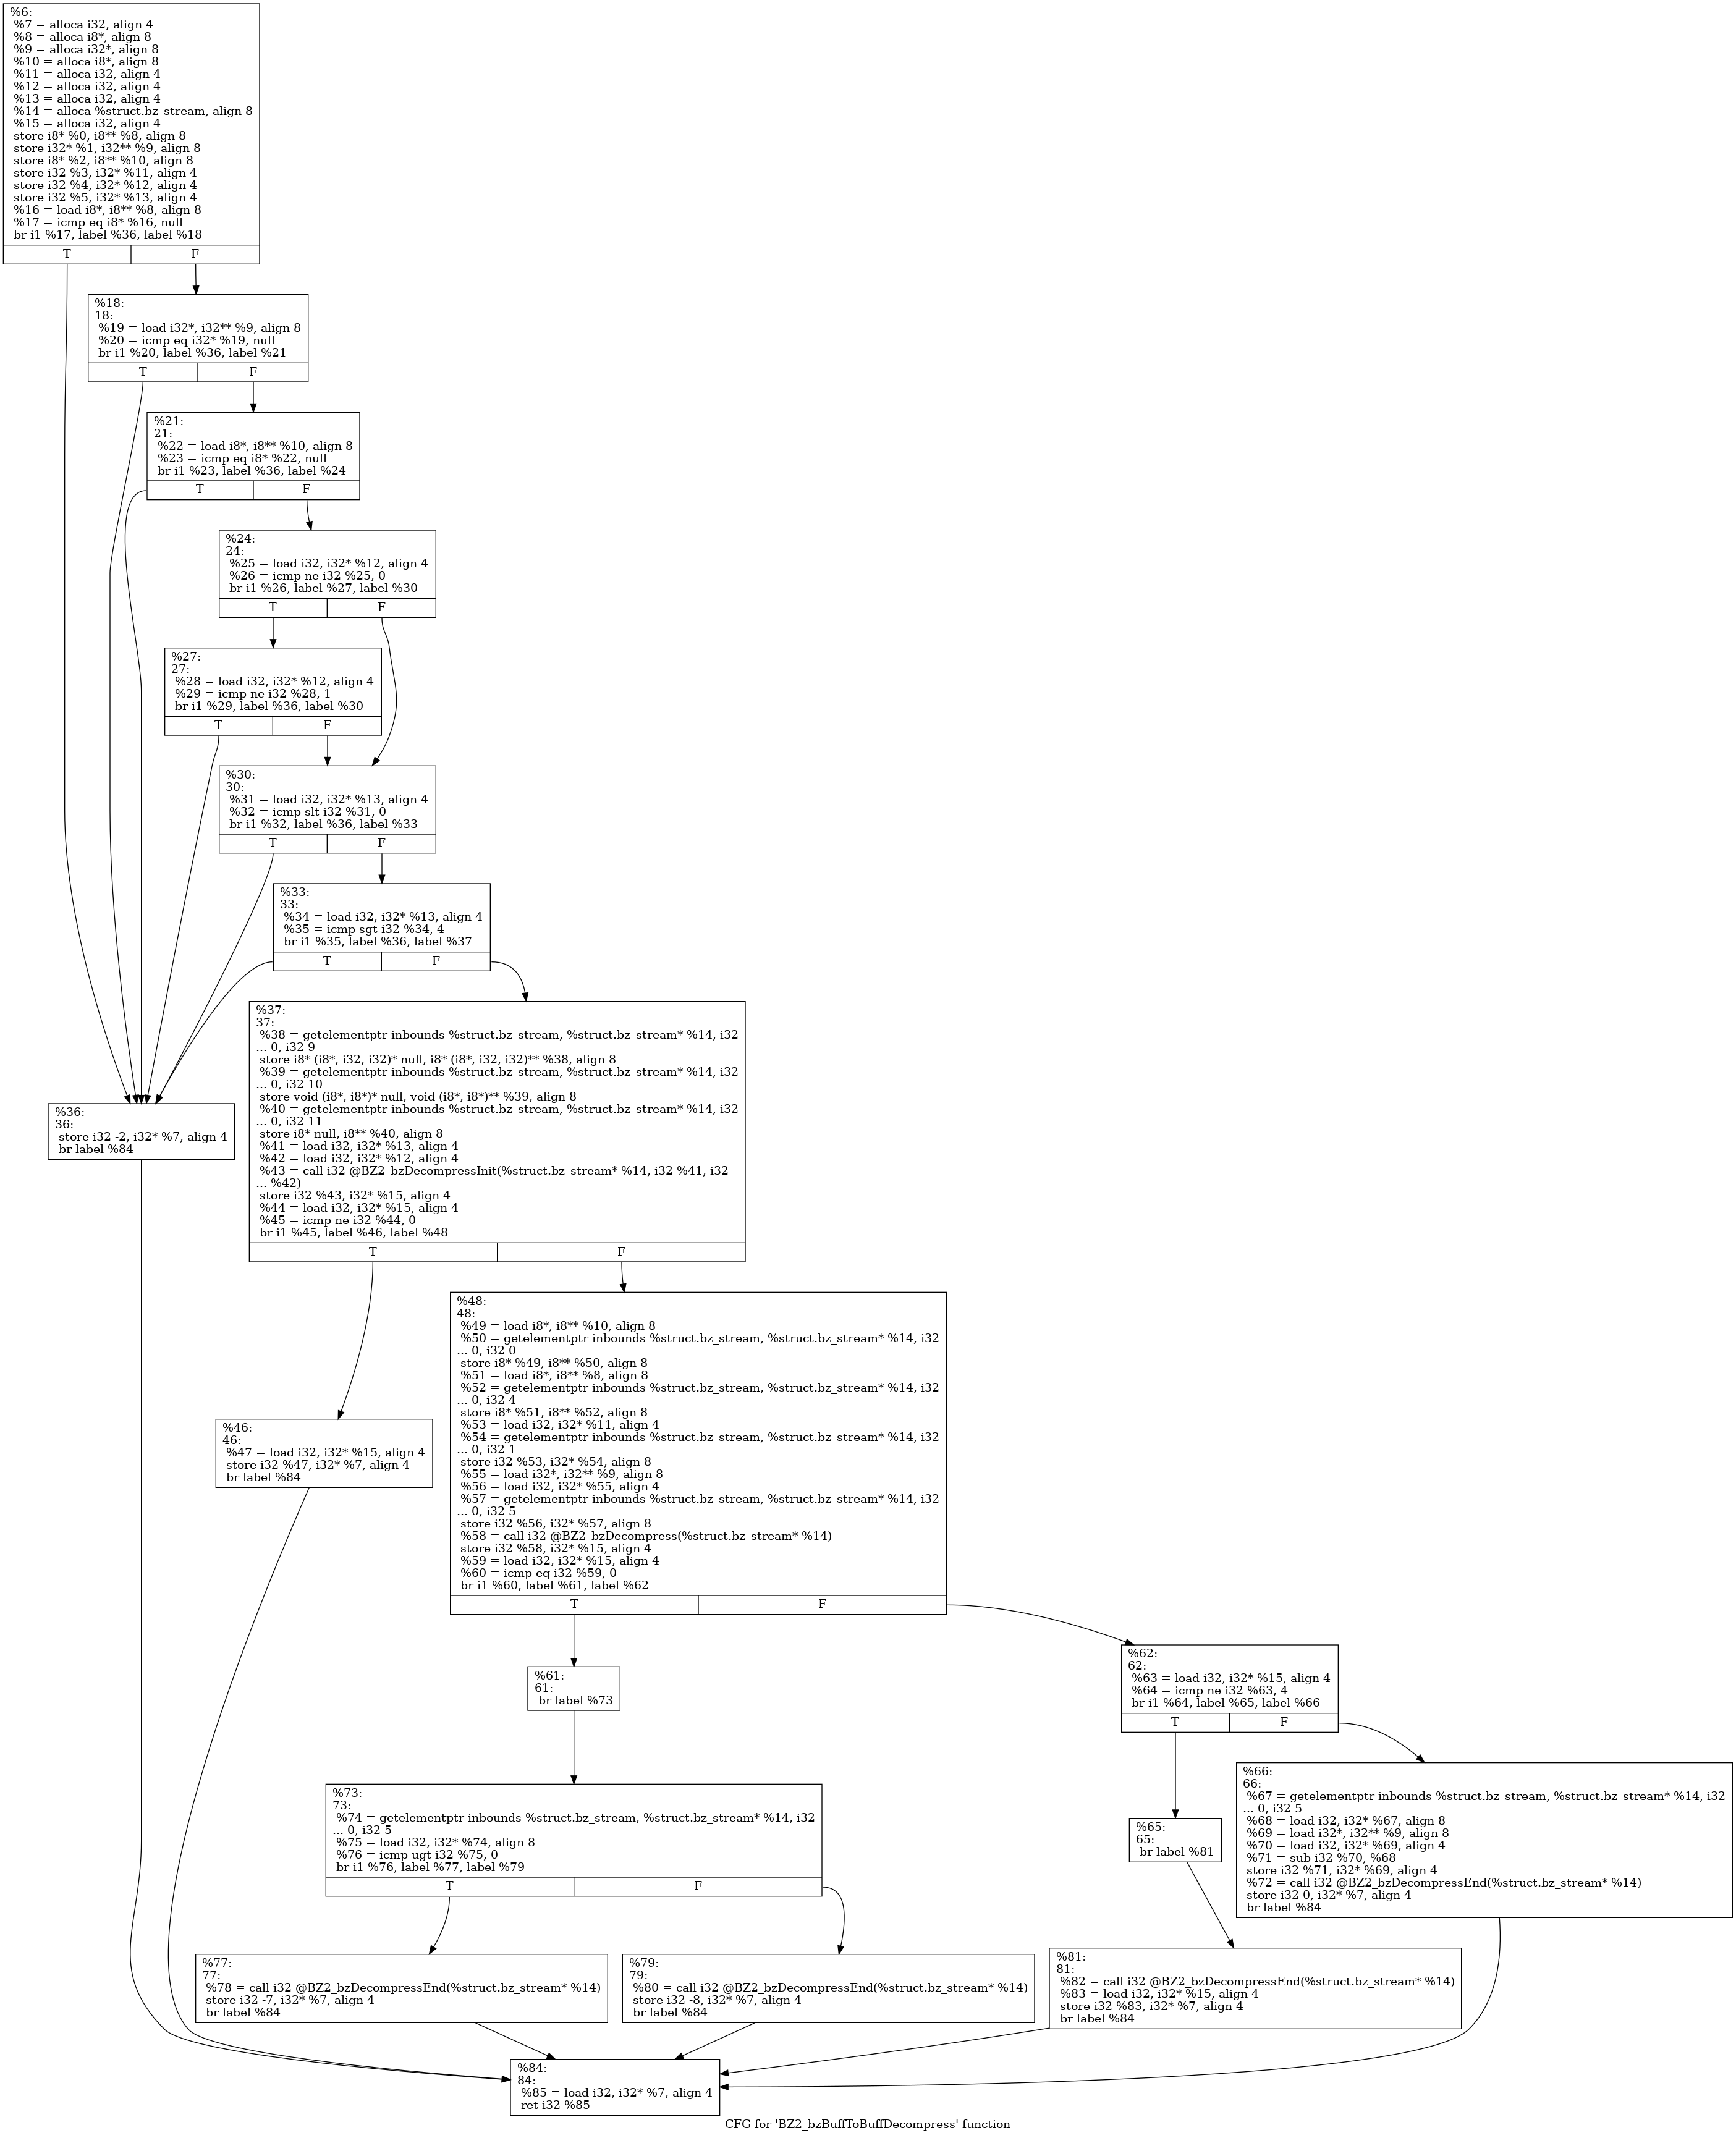 %6:
%7 = alloca i32, align 4
%8 = alloca i8*, align 8
%9 = alloca i32*, align 8
%10 = alloca i8*, align 8
%11 = alloca i32, align 4
%12 = alloca i32, align 4
%13 = alloca i32, align 4
%14 = alloca %struct.bz_stream, align 8
%15 = alloca i32, align 4
store i8* %0, i8** %8, align 8
store i32* %1, i32** %9, align 8
store i8* %2, i8** %10, align 8
store i32 %3, i32* %11, align 4
store i32 %4, i32* %12, align 4
store i32 %5, i32* %13, align 4
%16 = load i8*, i8** %8, align 8
%17 = icmp eq i8* %16, null
br i1 %17, label %36, label %18
T F
%18:
18:
%19 = load i32*, i32** %9, align 8
%20 = icmp eq i32* %19, null
br i1 %20, label %36, label %21
T F
%21:
21:
%22 = load i8*, i8** %10, align 8
%23 = icmp eq i8* %22, null
br i1 %23, label %36, label %24
T F
%24:
24:
%25 = load i32, i32* %12, align 4
%26 = icmp ne i32 %25, 0
br i1 %26, label %27, label %30
T F
%27:
27:
%28 = load i32, i32* %12, align 4
%29 = icmp ne i32 %28, 1
br i1 %29, label %36, label %30
T F
%30:
30:
%31 = load i32, i32* %13, align 4
%32 = icmp slt i32 %31, 0
br i1 %32, label %36, label %33
T F
%33:
33:
%34 = load i32, i32* %13, align 4
%35 = icmp sgt i32 %34, 4
br i1 %35, label %36, label %37
T F
%36:
36:
store i32 -2, i32* %7, align 4
br label %84
%37:
37:
%38 = getelementptr inbounds %struct.bz_stream, %struct.bz_stream* %14, i32
... 0, i32 9
store i8* (i8*, i32, i32)* null, i8* (i8*, i32, i32)** %38, align 8
%39 = getelementptr inbounds %struct.bz_stream, %struct.bz_stream* %14, i32
... 0, i32 10
store void (i8*, i8*)* null, void (i8*, i8*)** %39, align 8
%40 = getelementptr inbounds %struct.bz_stream, %struct.bz_stream* %14, i32
... 0, i32 11
store i8* null, i8** %40, align 8
%41 = load i32, i32* %13, align 4
%42 = load i32, i32* %12, align 4
%43 = call i32 @BZ2_bzDecompressInit(%struct.bz_stream* %14, i32 %41, i32
... %42)
store i32 %43, i32* %15, align 4
%44 = load i32, i32* %15, align 4
%45 = icmp ne i32 %44, 0
br i1 %45, label %46, label %48
T F
%46:
46:
%47 = load i32, i32* %15, align 4
store i32 %47, i32* %7, align 4
br label %84
%48:
48:
%49 = load i8*, i8** %10, align 8
%50 = getelementptr inbounds %struct.bz_stream, %struct.bz_stream* %14, i32
... 0, i32 0
store i8* %49, i8** %50, align 8
%51 = load i8*, i8** %8, align 8
%52 = getelementptr inbounds %struct.bz_stream, %struct.bz_stream* %14, i32
... 0, i32 4
store i8* %51, i8** %52, align 8
%53 = load i32, i32* %11, align 4
%54 = getelementptr inbounds %struct.bz_stream, %struct.bz_stream* %14, i32
... 0, i32 1
store i32 %53, i32* %54, align 8
%55 = load i32*, i32** %9, align 8
%56 = load i32, i32* %55, align 4
%57 = getelementptr inbounds %struct.bz_stream, %struct.bz_stream* %14, i32
... 0, i32 5
store i32 %56, i32* %57, align 8
%58 = call i32 @BZ2_bzDecompress(%struct.bz_stream* %14)
store i32 %58, i32* %15, align 4
%59 = load i32, i32* %15, align 4
%60 = icmp eq i32 %59, 0
br i1 %60, label %61, label %62
T F
%61:
61:
br label %73
%62:
62:
%63 = load i32, i32* %15, align 4
%64 = icmp ne i32 %63, 4
br i1 %64, label %65, label %66
T F
%65:
65:
br label %81
%66:
66:
%67 = getelementptr inbounds %struct.bz_stream, %struct.bz_stream* %14, i32
... 0, i32 5
%68 = load i32, i32* %67, align 8
%69 = load i32*, i32** %9, align 8
%70 = load i32, i32* %69, align 4
%71 = sub i32 %70, %68
store i32 %71, i32* %69, align 4
%72 = call i32 @BZ2_bzDecompressEnd(%struct.bz_stream* %14)
store i32 0, i32* %7, align 4
br label %84
%73:
73:
%74 = getelementptr inbounds %struct.bz_stream, %struct.bz_stream* %14, i32
... 0, i32 5
%75 = load i32, i32* %74, align 8
%76 = icmp ugt i32 %75, 0
br i1 %76, label %77, label %79
T F
%77:
77:
%78 = call i32 @BZ2_bzDecompressEnd(%struct.bz_stream* %14)
store i32 -7, i32* %7, align 4
br label %84
%79:
79:
%80 = call i32 @BZ2_bzDecompressEnd(%struct.bz_stream* %14)
store i32 -8, i32* %7, align 4
br label %84
%81:
81:
%82 = call i32 @BZ2_bzDecompressEnd(%struct.bz_stream* %14)
%83 = load i32, i32* %15, align 4
store i32 %83, i32* %7, align 4
br label %84
%84:
84:
%85 = load i32, i32* %7, align 4
ret i32 %85
CFG for 'BZ2_bzBuffToBuffDecompress' function